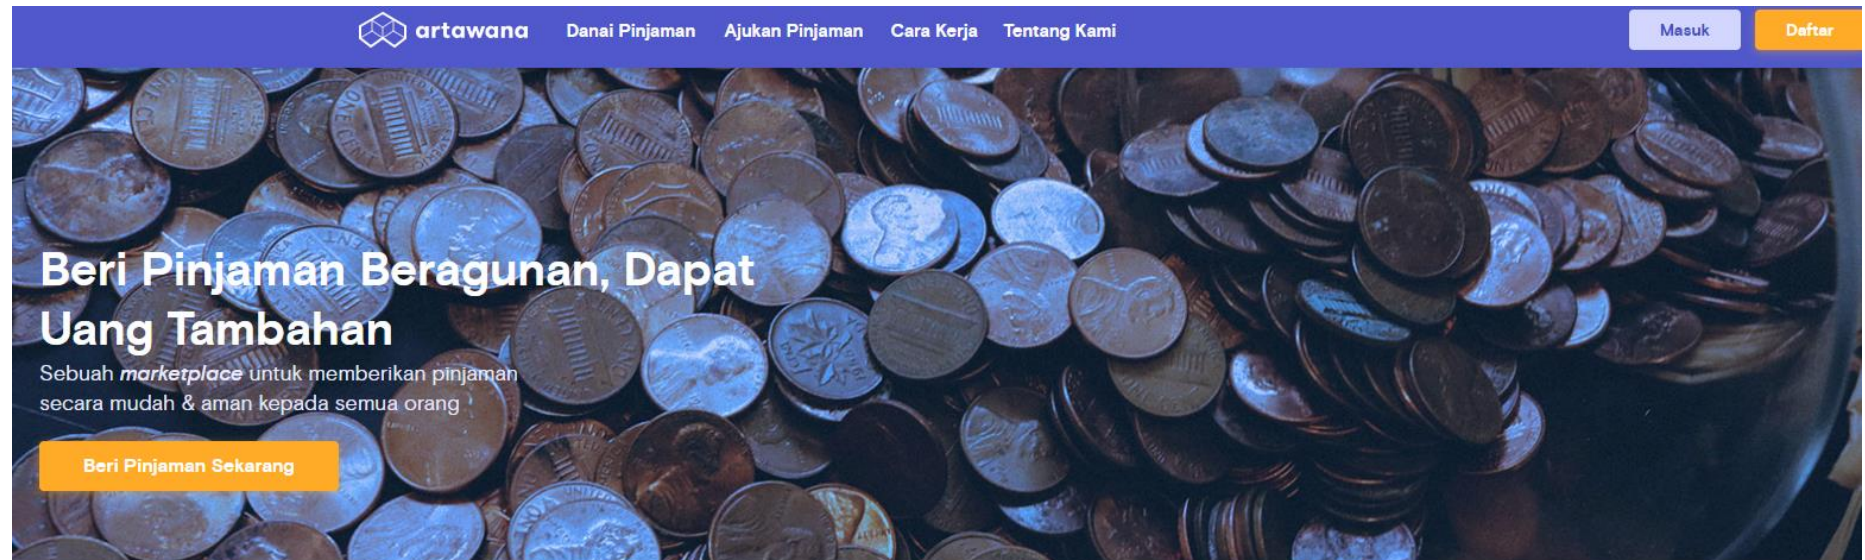 artawana Danai Pinjaman Ajukan Pinjaman Cara Kerja Tentang Kami Masuk Daftar
Beri Pinjaman Beragunan, Dapat
Uang Tambahan
Sebuah marketplace untuk memberikan pinjaman
secara mudah & aman kepada semua orang
Beri Pinjaman Sekarang